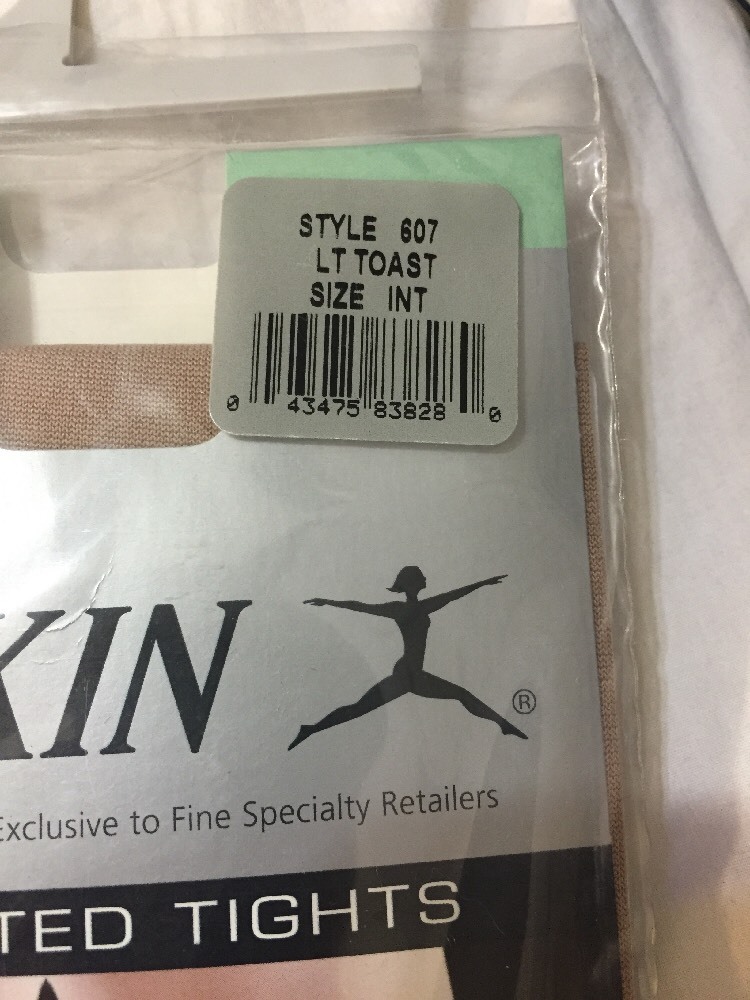 STYLE 607
LT TOAST
SIZE INT
0 43475 83828 0
KIN
®
Exclusive to Fine Specialty Retailers
TED TIGHTS